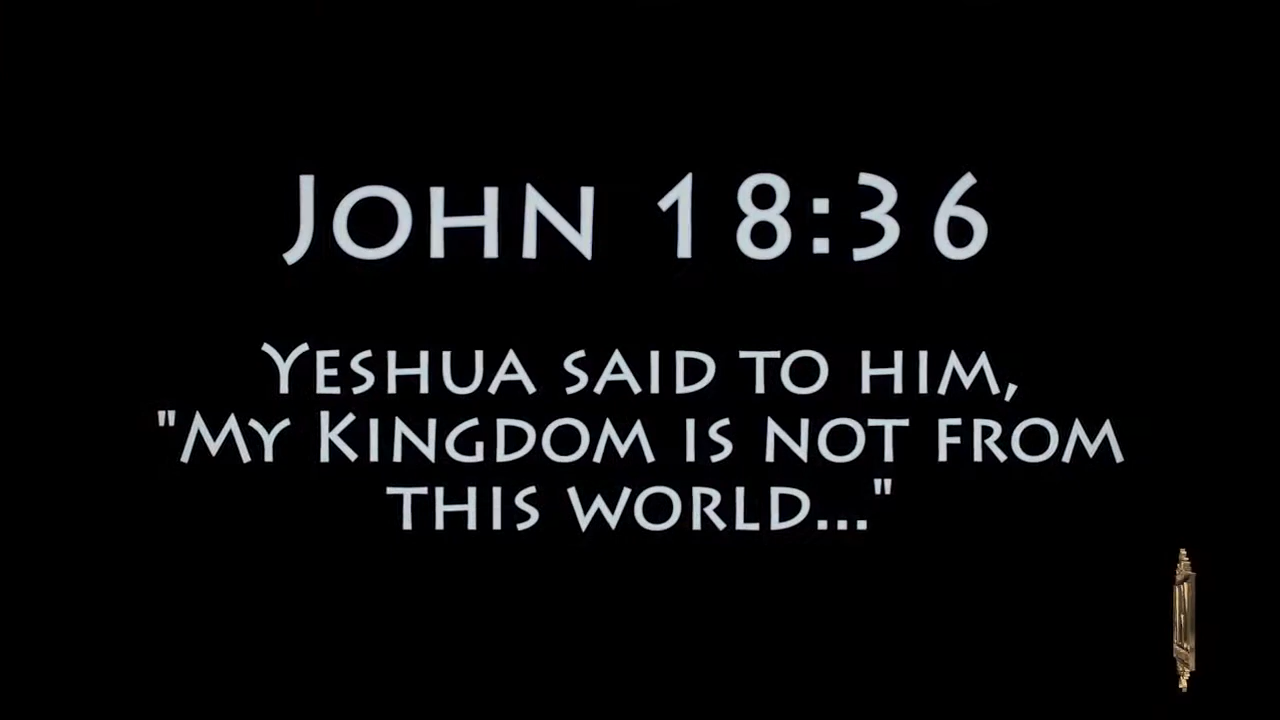 John 18:36
Yeshua said to him,
"My Kingdom is not from
this world..."